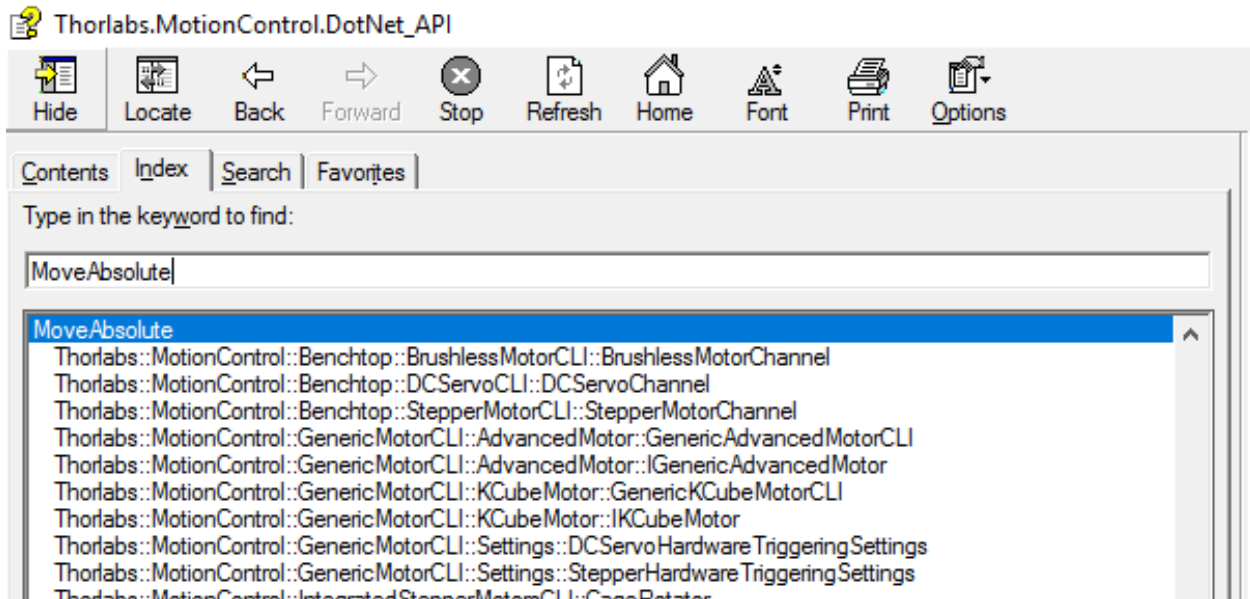 Thorlabs.MotionControl.DotNet_API
Hide Locate Back Forward Stop Refresh Home Font Print Options
Contents Index Search Favorites
Type in the keyword to find:
MoveAbsolute
MoveAbsolute
Thorlabs::MotionControl::Benchtop::BrushlessMotorCLI::BrushlessMotorChannel
Thorlabs::MotionControl::Benchtop::DCServoCLI::DCServoChannel
Thorlabs::MotionControl::Benchtop::StepperMotorCLI::StepperMotorChannel
Thorlabs::MotionControl::GenericMotorCLI::AdvancedMotor::GenericAdvancedMotorCLI
Thorlabs::MotionControl::GenericMotorCLI::AdvancedMotor::IGenericAdvancedMotor
Thorlabs::MotionControl::GenericMotorCLI::KCubeMotor::GenericKCubeMotorCLI
Thorlabs::MotionControl::GenericMotorCLI::KCubeMotor::IKCubeMotor
Thorlabs::MotionControl::GenericMotorCLI::Settings::DCServoHardwareTriggeringSettings
Thorlabs::MotionControl::GenericMotorCLI::Settings::StepperHardwareTriggeringSettings